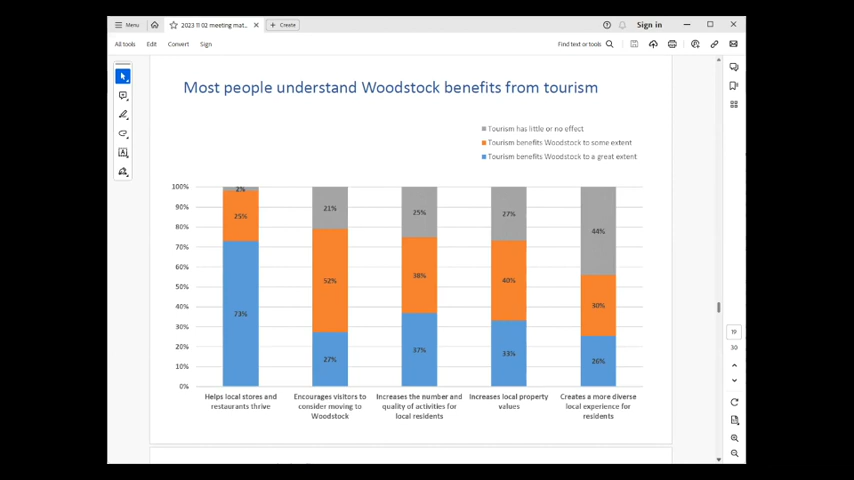 Menu
2023 11 02 meeting mat...
Create
Sign in
All tools
Edit
Convert
Sign
Find text or tools
Most people understand Woodstock benefits from tourism
Tourism has little or no effect
Tourism benefits Woodstock to some extent
Tourism benefits Woodstock to a great extent
100%
90%
80%
70%
60%
50%
40%
30%
20%
10%
0%
2%
25%
73%
21%
52%
27%
25%
38%
37%
27%
40%
33%
44%
30%
26%
Helps local stores and
restaurants thrive
Encourages visitors to
consider moving to
Woodstock
Increases the number and
quality of activities for
local residents
Increases local property
values
Creates a more diverse
local experience for
residents
19
30